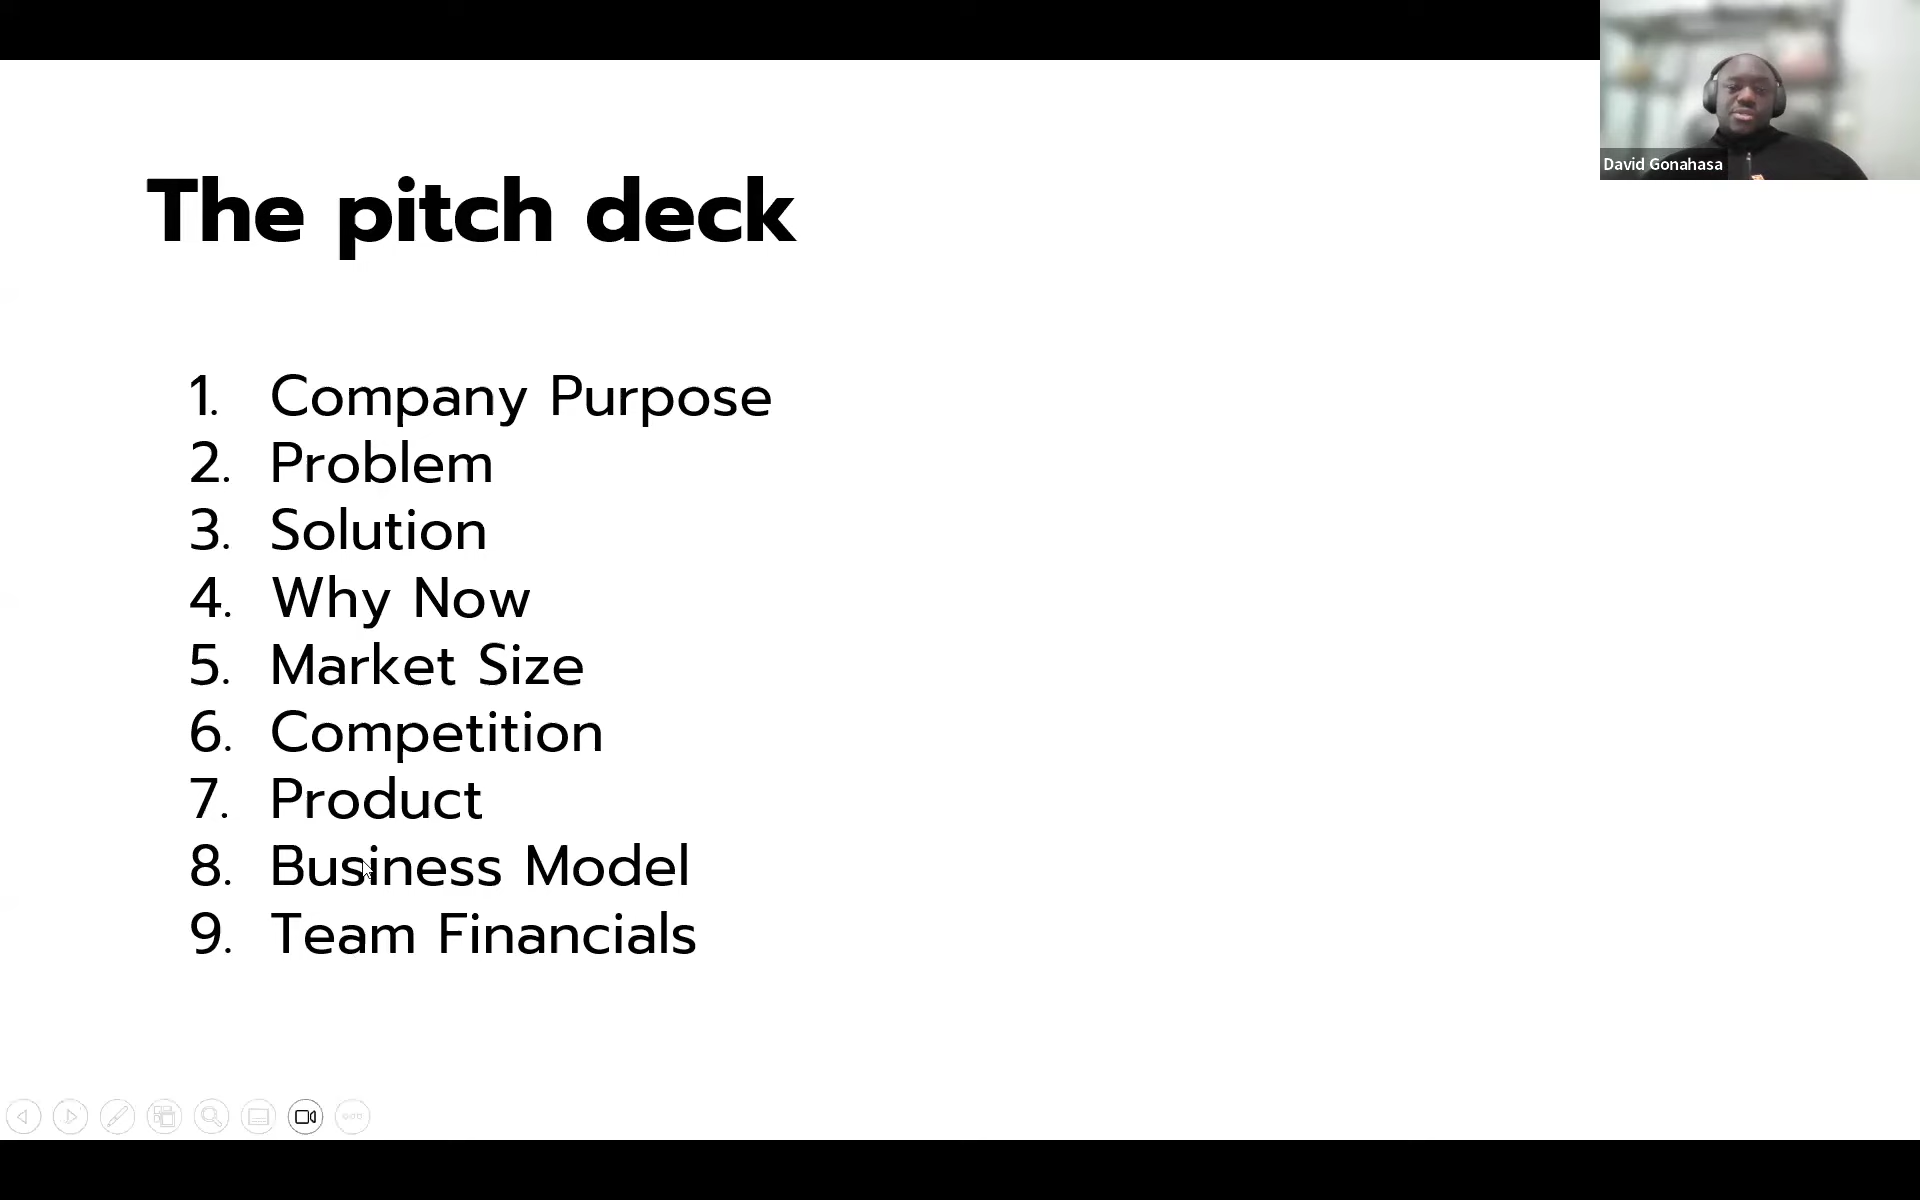 The pitch deck
1. Company Purpose
2. Problem
3. Solution
4. Why Now
5. Market Size
6. Competition
7. Product
8. Business Model
9. Team Financials
David Gonahasa